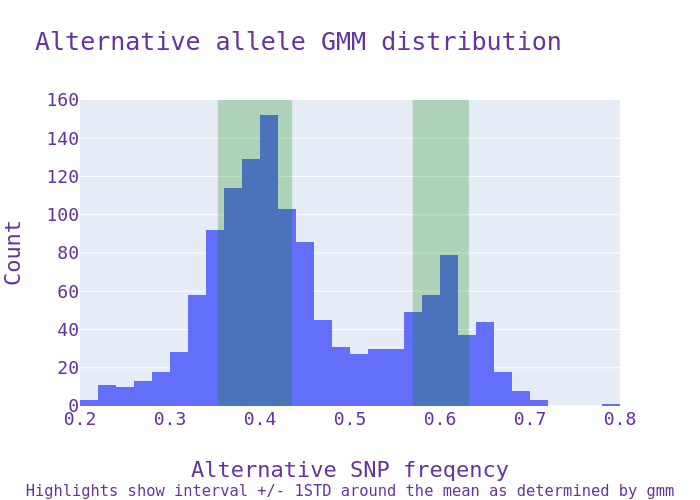 Alternative allele GMM distribution
160
140
120
100
80
60
40
20
0
Count
0.2 0.3 0.4 0.5 0.6 0.7 0.8
Alternative SNP freqency
Highlights show interval +/- 1STD around the mean as determined by gmm